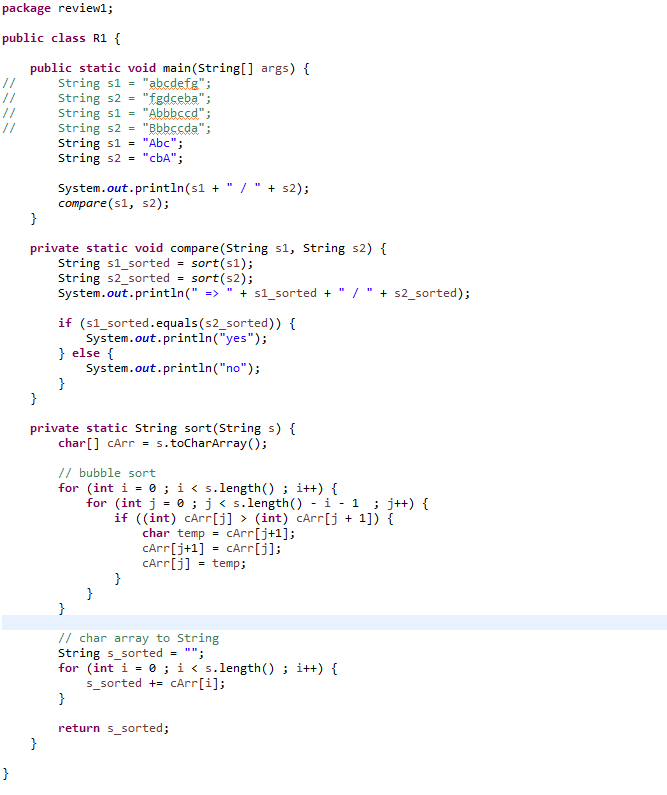 package review1;

public class R1 {

    public static void main(String[] args) {
//      String s1 = "abcdefg";
//      String s2 = "fgdceba";
//      String s1 = "Abbbccd";
//      String s2 = "Bbbccda";
        String s1 = "Abc";
        String s2 = "cbA";

        System.out.println(s1 + " / " + s2);
        compare(s1, s2);
    }

    private static void compare(String s1, String s2) {
        String s1_sorted = sort(s1);
        String s2_sorted = sort(s2);
        System.out.println(" => " + s1_sorted + " / " + s2_sorted);

        if (s1_sorted.equals(s2_sorted)) {
            System.out.println("yes");
        } else {
            System.out.println("no");
        }
    }

    private static String sort(String s) {
        char[] cArr = s.toCharArray();

        // bubble sort
        for (int i = 0 ; i < s.length() ; i++) {
            for (int j = 0 ; j < s.length() - i - 1  ; j++) {
                if ((int) cArr[j] > (int) cArr[j + 1]) {
                    char temp = cArr[j+1];
                    cArr[j+1] = cArr[j];
                    cArr[j] = temp;
                }
            }
        }

        // char array to String
        String s_sorted = "";
        for (int i = 0 ; i < s.length() ; i++) {
            s_sorted += cArr[i];
        }

        return s_sorted;
    }

}